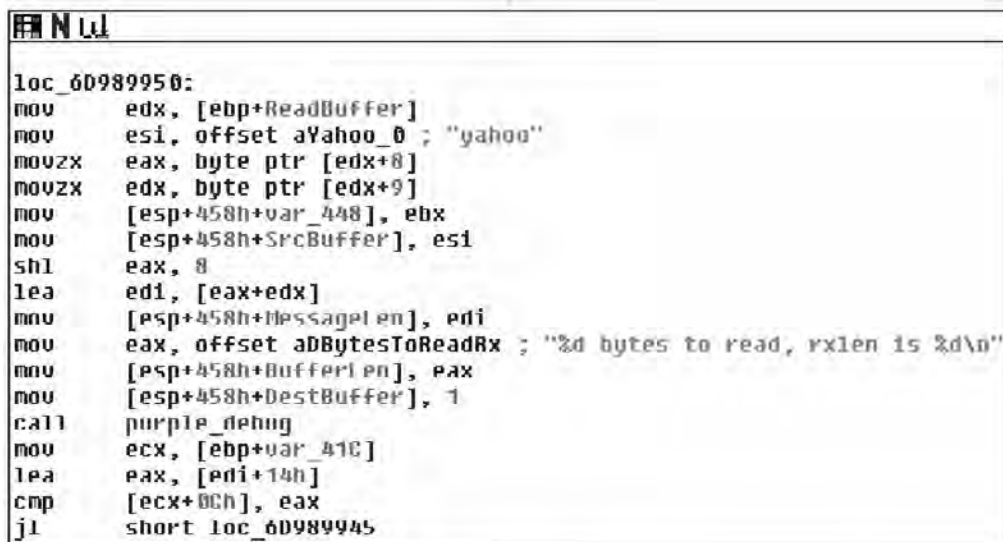 loc_6D989950:
mov edx, [ebp+ReadBuffer]
mov esi, offset aYahoo_0 ; "yahoo"
movzx eax, byte ptr [edx+8]
movzx edx, byte ptr [edx+9]
mov [esp+458h+var_448], ebx
mov [esp+458h+SrcBuffer], esi
shl eax, 8
lea edi, [eax+edx]
mov [esp+458h+MessageLen], edi
mov eax, offset aDBytesToReadRx ; "%d bytes to read, rxlen is %d\n"
mov [esp+458h+BufferLen], eax
mov [esp+458h+DestBuffer], 1
call purple_debug
mov ecx, [ebp+var_41C]
lea eax, [edi+14h]
cmp [ecx+0Ch], eax
jl short loc_6D989945